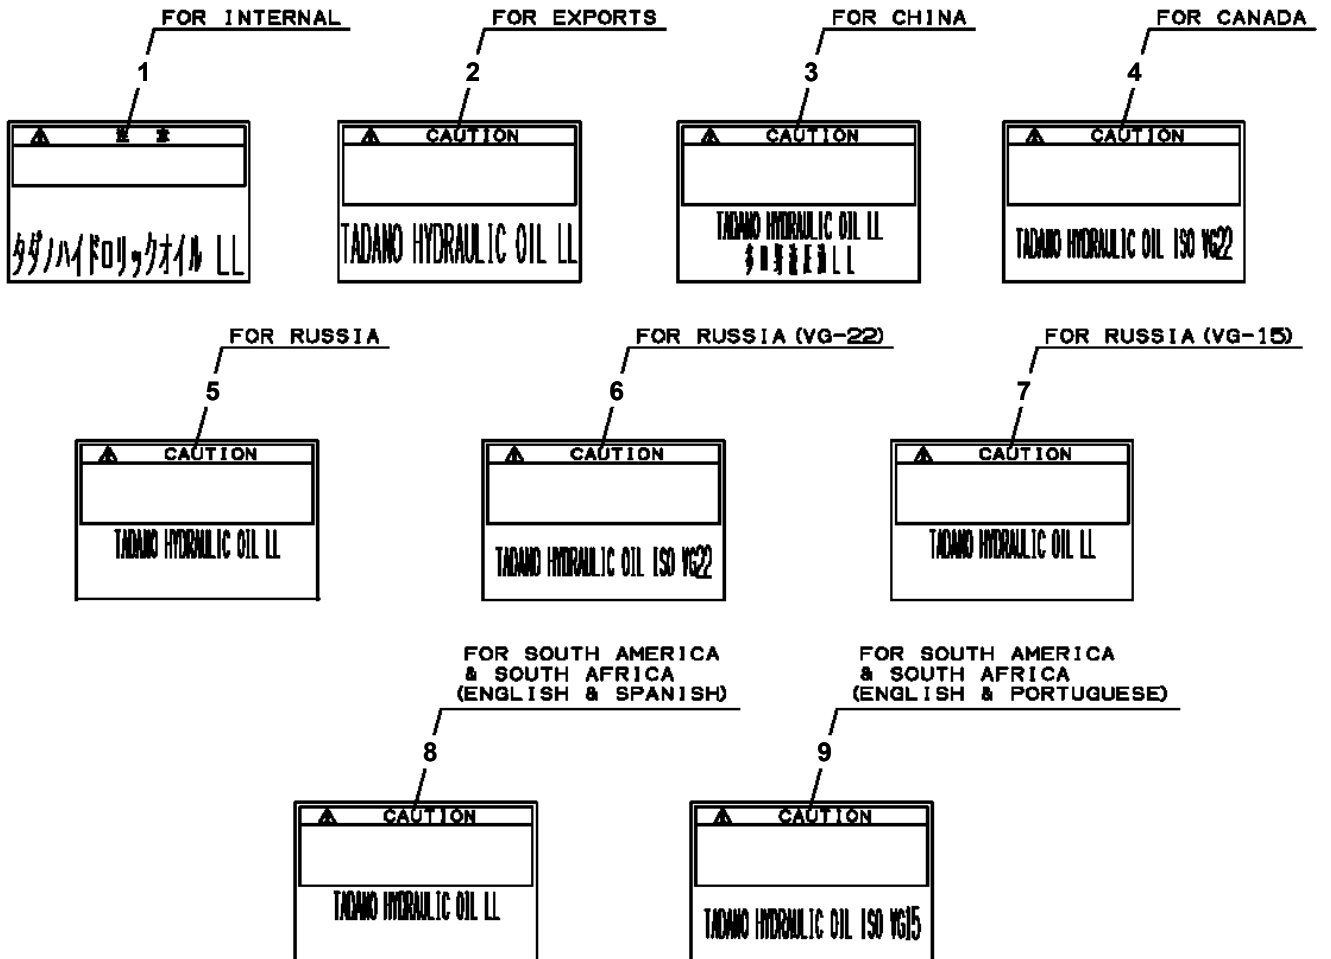 FOR INTERNAL
FOR EXPORTS
FOR CHINA
FOR CANADA
1
2
3
4
CAUTION
CAUTION
CAUTION
タダノハイドロリックオイル LL
TADANO HYDRAULIC OIL LL
TADANO HYDRAULIC OIL LL
LL
TADANO HYDRAULIC OIL ISO VG22
FOR RUSSIA
FOR RUSSIA (VG-22)
FOR RUSSIA (VG-15)
5
6
7
CAUTION
CAUTION
CAUTION
TADANO HYDRAULIC OIL LL
TADANO HYDRAULIC OIL ISO VG22
TADANO HYDRAULIC OIL LL
FOR SOUTH AMERICA
& SOUTH AFRICA
(ENGLISH & SPANISH)
FOR SOUTH AMERICA
& SOUTH AFRICA
(ENGLISH & PORTUGUESE)
8
9
CAUTION
CAUTION
TADANO HYDRAULIC OIL LL
TADANO HYDRAULIC OIL ISO VG15